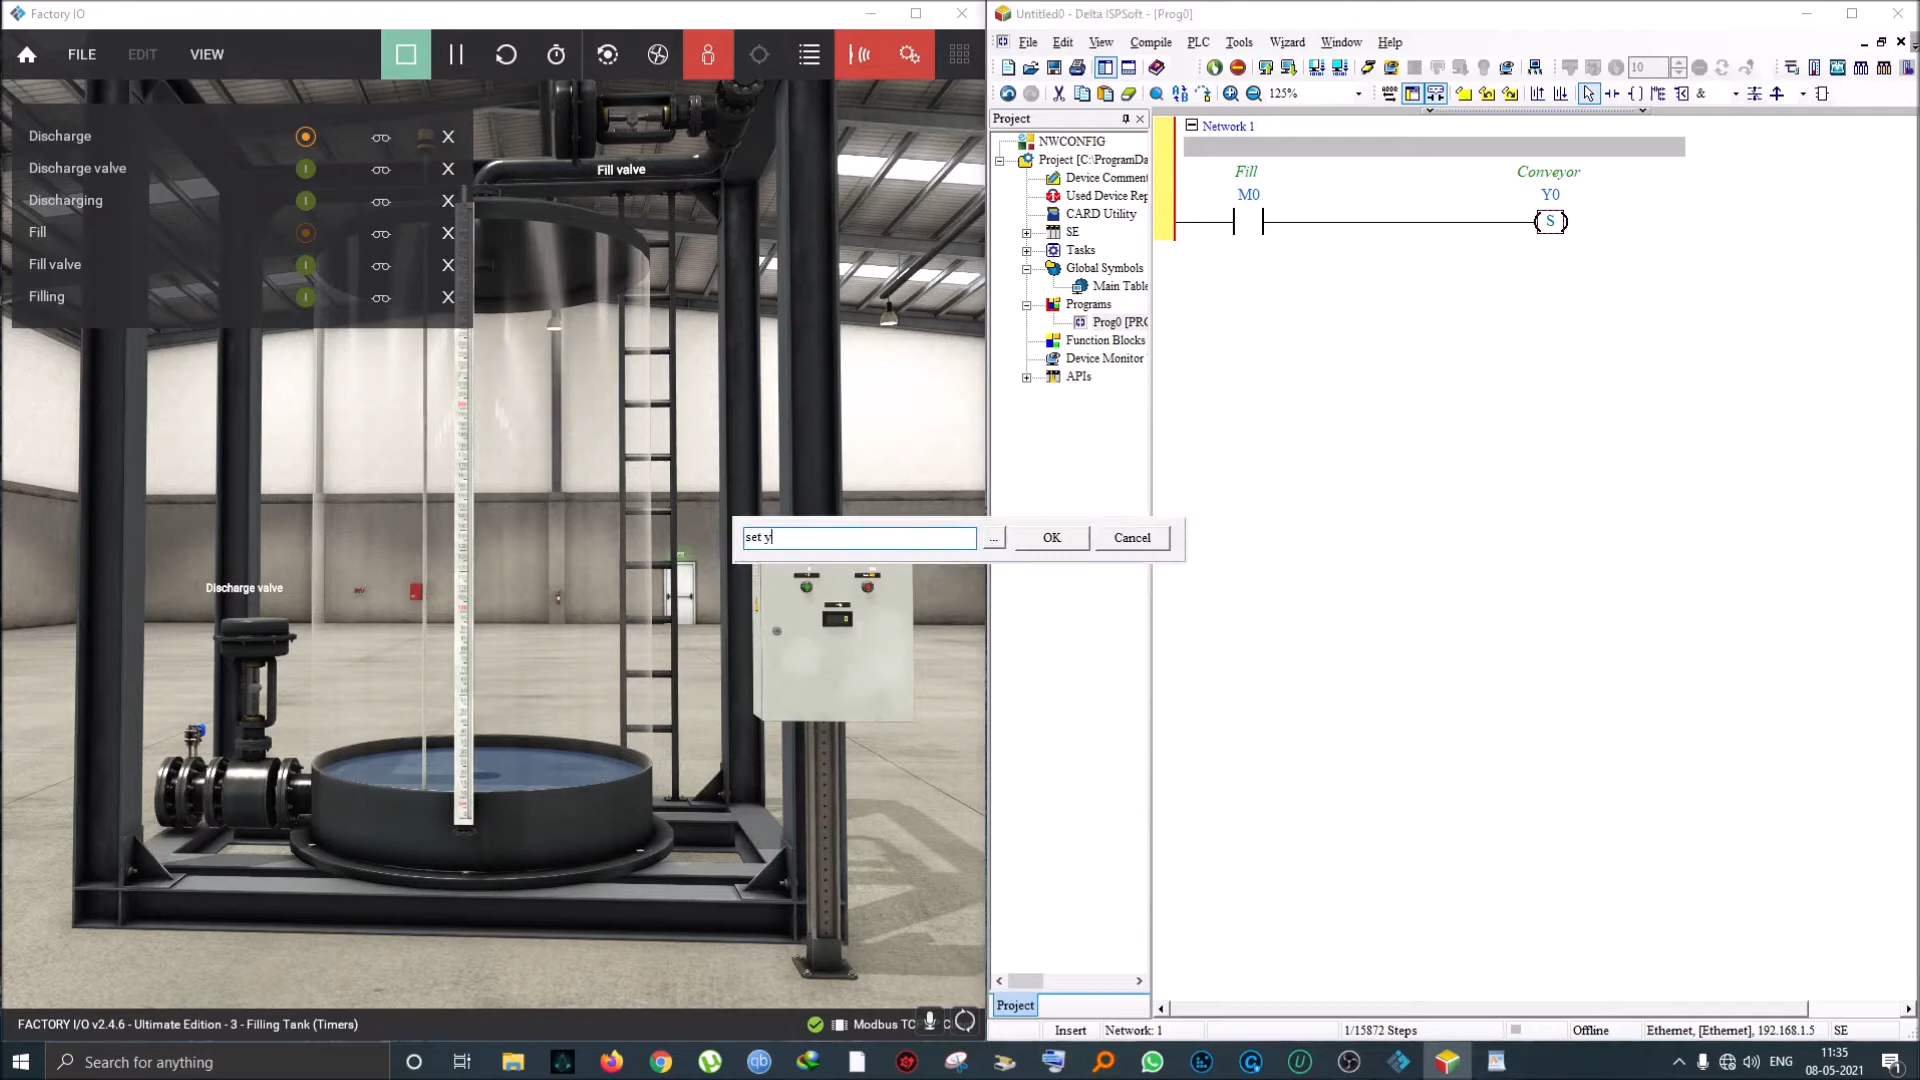 Factory IO
FILE EDIT VIEW
Discharge X
Discharge valve X
Discharging X
Fill X
Fill valve X
Filling X
Fill valve
Discharge valve
FACTORY I/O v2.4.6 - Ultimate Edition - 3 - Filling Tank (Timers)
Modbus TC
Untitled0 - Delta ISPSoft - [Prog0]
File Edit View Compile PLC Tools Wizard Window Help
10
125%
&
Project
NWCONFIG
Project [C:\ProgramDa
Device Comment
Used Device Rep
CARD Utility
SE
Tasks
Global Symbols
Main Table
Programs
Prog0 [PRC
Function Blocks
Device Monitor
APIs
Project
Network 1
Fill
M0
Conveyor
Y0
S
set y
...
OK
Cancel
Insert Network: 1 1/15872 Steps Offline Ethernet, [Ethernet], 192.168.1.5 SE
Search for anything
qb
ENG
11:35
08-05-2021
1